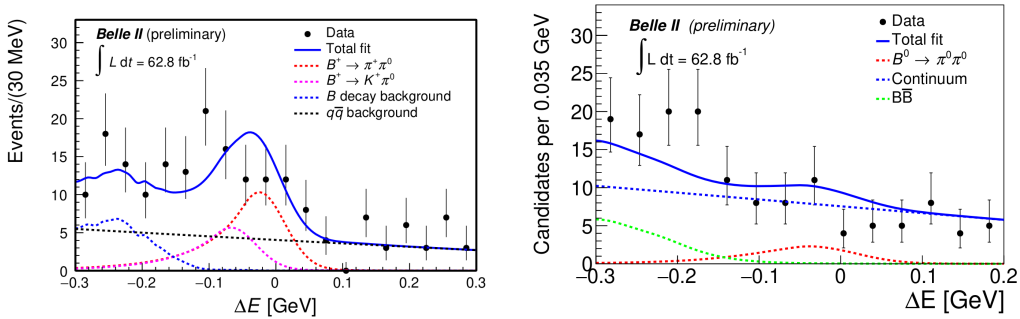 Belle II (preliminary)
∫ L dt = 62.8 fb⁻¹
Data
Total fit
B⁺ → π⁺π⁰
B⁺ → K⁺π⁰
B decay background
qq̅ background
Events/(30 MeV)
30
25
20
15
10
5
0
−0.3 −0.2 −0.1 0 0.1 0.2 0.3
ΔE [GeV]
Belle II (preliminary)
∫ L dt = 62.8 fb⁻¹
Data
Total fit
B⁰ → π⁰π⁰
Continuum
BB̅
Candidates per 0.035 GeV
30
25
20
15
10
5
0
−0.3 −0.2 −0.1 0 0.1 0.2
ΔE [GeV]